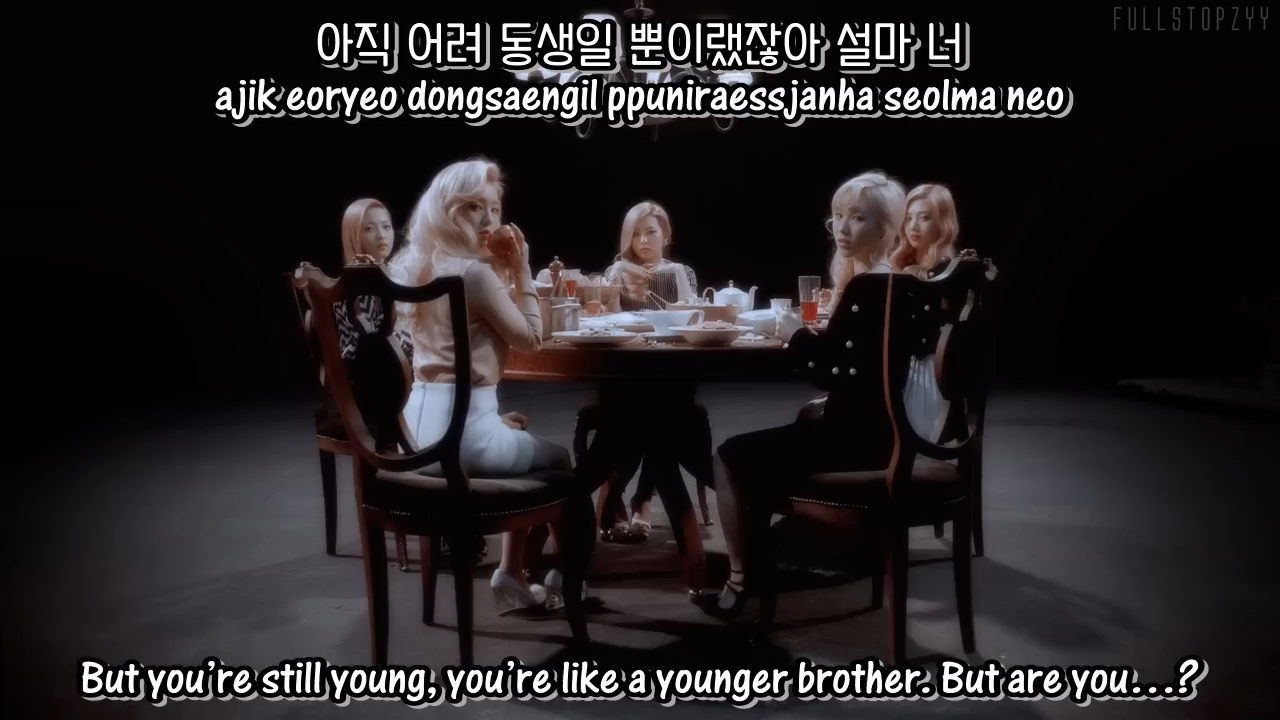 FULLSTOPZYY
아직 어려 동생일 뿐이랬잖아 설마 너
ajik eoryeo dongsaengil ppuniraessjanha seolma neo
But you're still young, you're like a younger brother. But are you...?